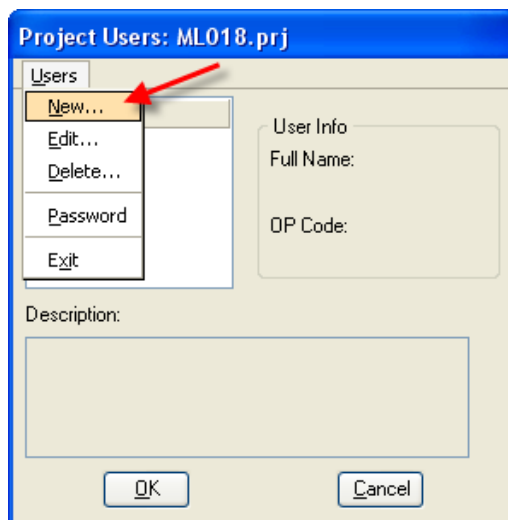 Project Users: ML018.prj
Users
New...
Edit...
Delete...
Password
Exit
User Info
Full Name:
OP Code:
Description:
OK
Cancel